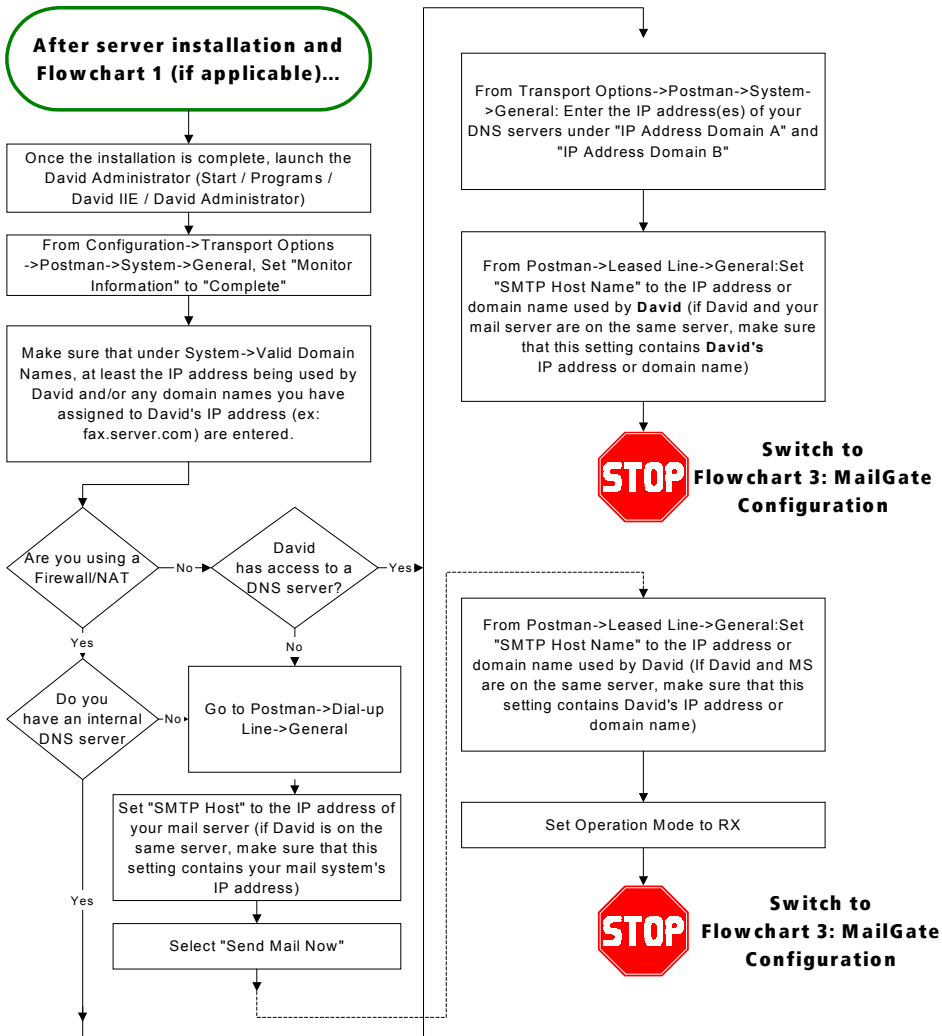 After server installation and
Flowchart 1 (if applicable)...
Once the installation is complete, launch the
David Administrator (Start / Programs /
David IIE / David Administrator)
From Configuration->Transport Options
->Postman->System->General, Set "Monitor
Information" to "Complete"
Make sure that under System->Valid Domain
Names, at least the IP address being used by
David and/or any domain names you have
assigned to David's IP address (ex:
fax.server.com) are entered.
Are you using a
Firewall/NAT
No
David
has access to a
DNS server?
Yes
Yes
No
Do you
have an internal
DNS server
No
Go to Postman->Dial-up
Line->General
Set "SMTP Host" to the IP address of
your mail server (if David is on the
same server, make sure that this
setting contains your mail system's
IP address)
Yes
Select "Send Mail Now"
From Transport Options->Postman->System-
>General: Enter the IP address(es) of your
DNS servers under "IP Address Domain A" and
"IP Address Domain B"
From Postman->Leased Line->General:Set
"SMTP Host Name" to the IP address or
domain name used by David (if David and your
mail server are on the same server, make sure
that this setting contains David's
IP address or domain name)
STOP
Switch to
Flowchart 3: MailGate
Configuration
From Postman->Leased Line->General:Set
"SMTP Host Name" to the IP address or
domain name used by David (If David and MS
are on the same server, make sure that this
setting contains David's IP address or
domain name)
Set Operation Mode to RX
STOP
Switch to
Flowchart 3: MailGate
Configuration